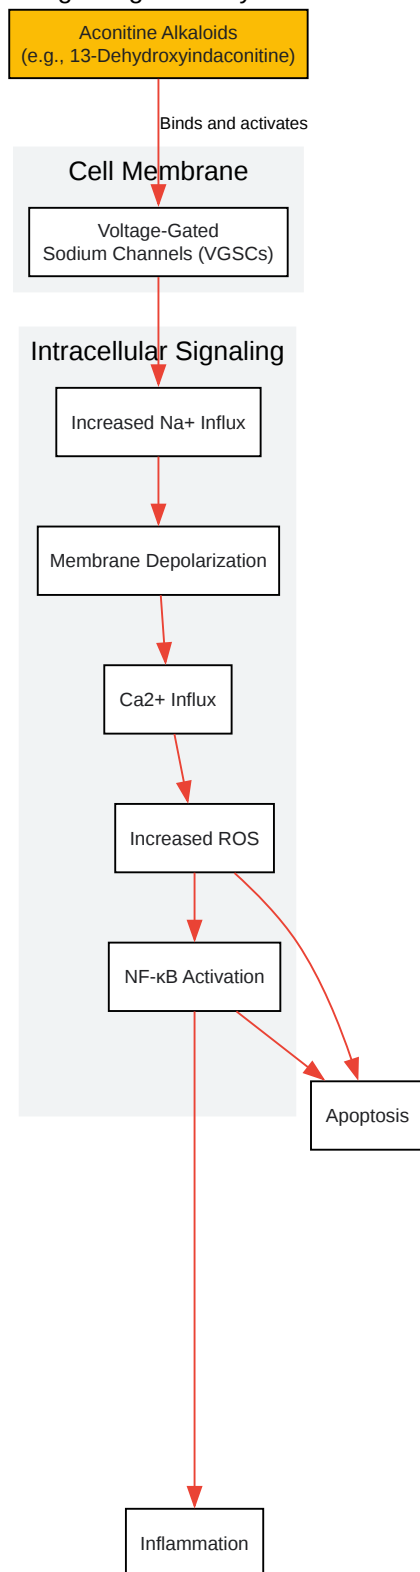 Aconitine Alkaloids
(e.g., 13-Dehydroxyindaconitine)
Binds and activates
Cell Membrane
Voltage-Gated
Sodium Channels (VGSCs)
Intracellular Signaling
Increased Na+ Influx
Membrane Depolarization
Ca2+ Influx
Increased ROS
NF-κB Activation
Apoptosis
Inflammation